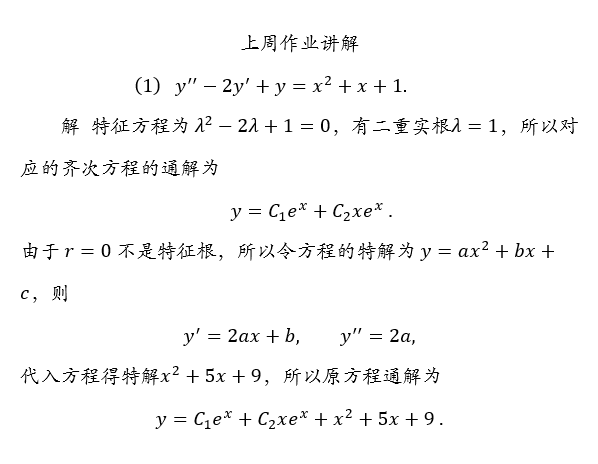 上周作业讲解
(1) y′′ − 2y′ + y = x² + x + 1.
解 特征方程为 λ² − 2λ + 1 = 0，有二重实根λ = 1，所以对
应的齐次方程的通解为
y = C₁eˣ + C₂xeˣ .
由于 r = 0 不是特征根，所以令方程的特解为 y = ax² + bx +
c，则
y′ = 2ax + b, y′′ = 2a,
代入方程得特解x² + 5x + 9，所以原方程通解为
y = C₁eˣ + C₂xeˣ + x² + 5x + 9 .